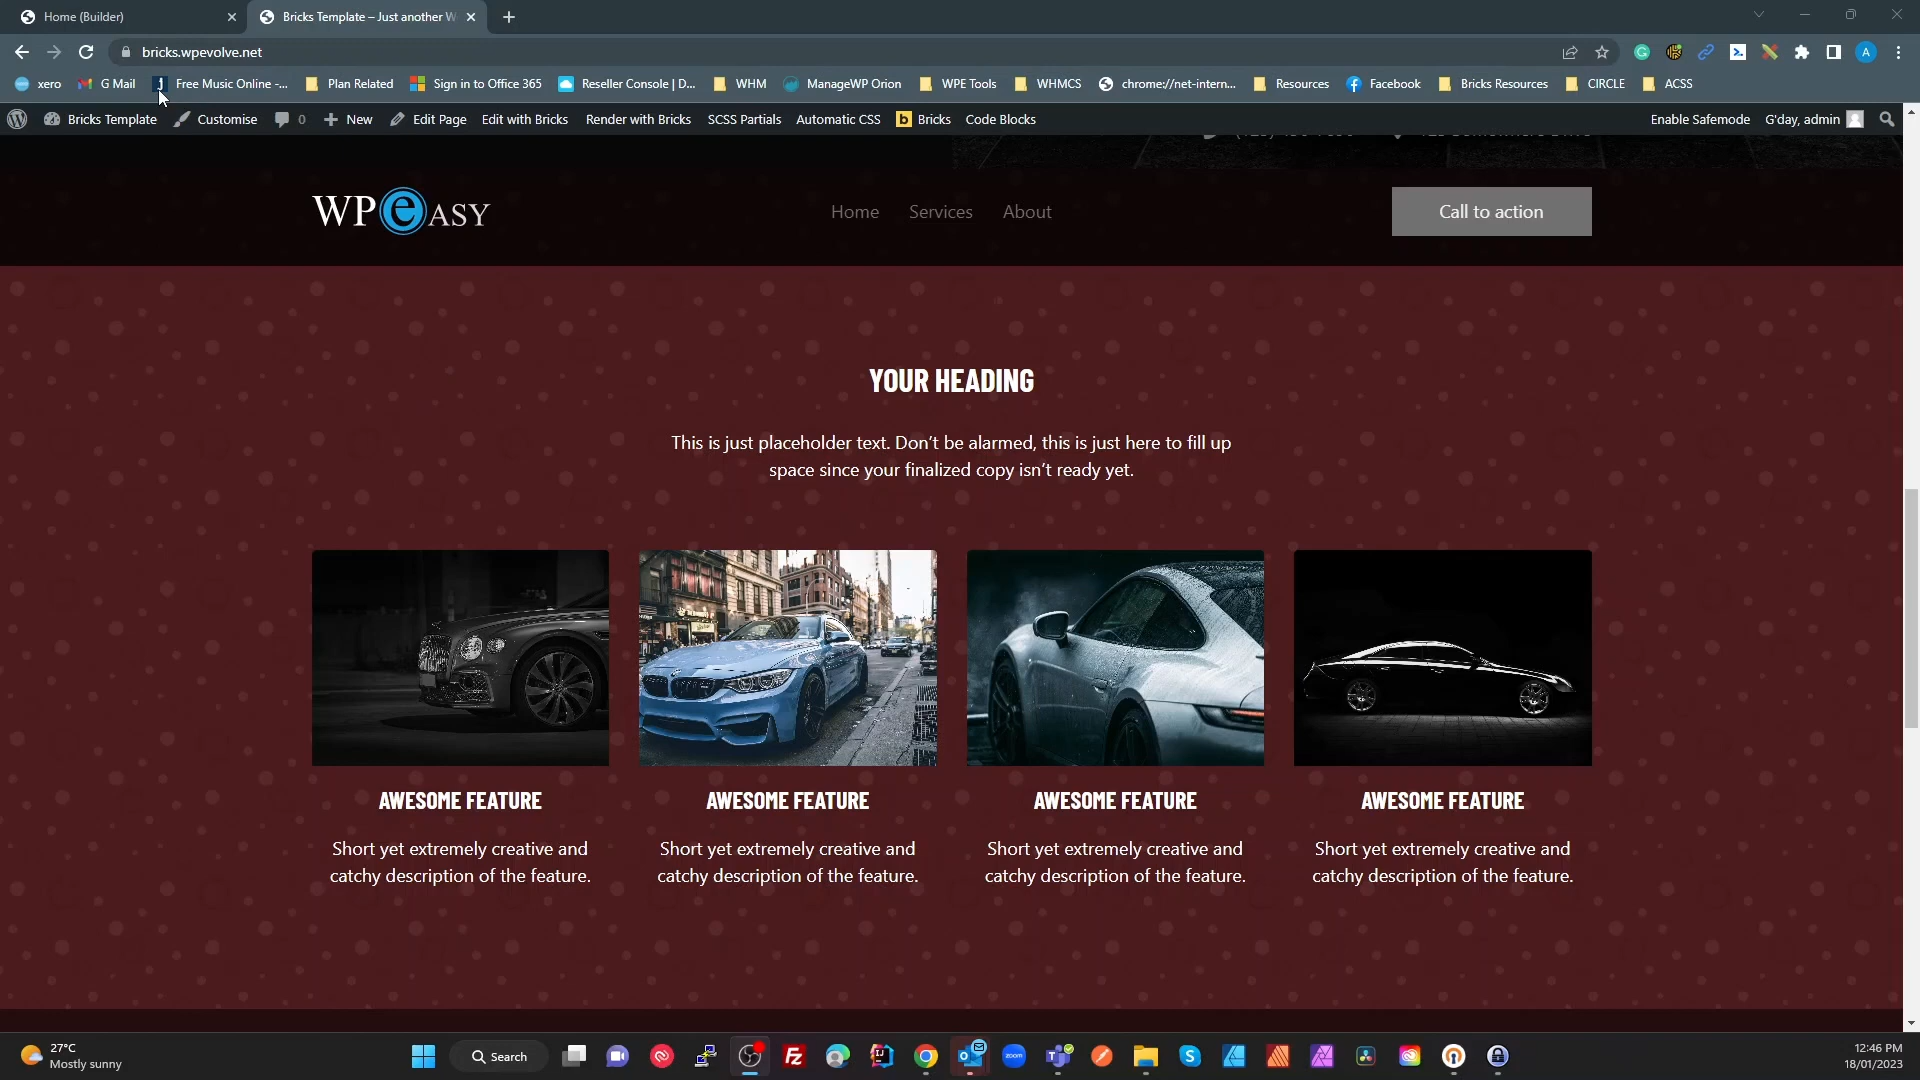 Home (Builder)
Bricks Template – Just another W
bricks.wpevolve.net
xero
G Mail
Free Music Online -...
Plan Related
Sign in to Office 365
Reseller Console | D...
WHM
ManageWP Orion
WPE Tools
WHMCS
chrome://net-intern...
Resources
Facebook
Bricks Resources
CIRCLE
ACSS
Bricks Template
Customise
0
New
Edit Page
Edit with Bricks
Render with Bricks
SCSS Partials
Automatic CSS
b Bricks
Code Blocks
Enable Safemode
G'day, admin
WPeASY
Home
Services
About
Call to action
YOUR HEADING
This is just placeholder text. Don't be alarmed, this is just here to fill up
space since your finalized copy isn't ready yet.
AWESOME FEATURE
Short yet extremely creative and
catchy description of the feature.
AWESOME FEATURE
Short yet extremely creative and
catchy description of the feature.
AWESOME FEATURE
Short yet extremely creative and
catchy description of the feature.
AWESOME FEATURE
Short yet extremely creative and
catchy description of the feature.
27°C
Mostly sunny
Search
12:46 PM
18/01/2023